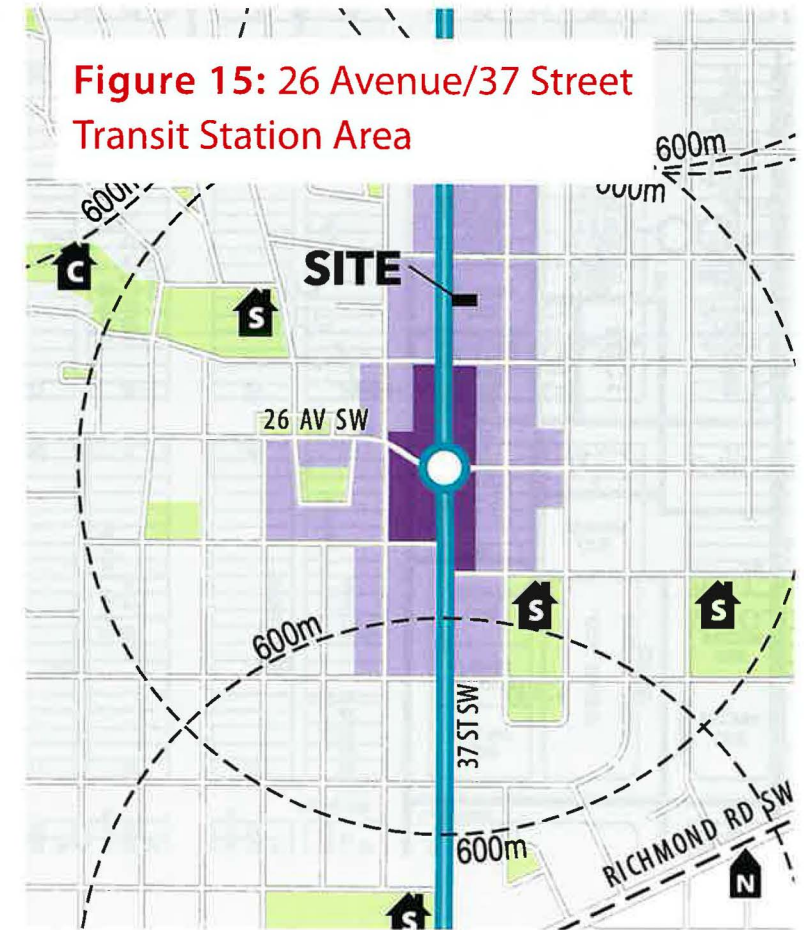 Figure 15: 26 Avenue/37 Street
Transit Station Area
600m
600m
600m
C
SITE
S
26 AV SW
S
S
600m
37 ST SW
600m
RICHMOND RD SW
N
S